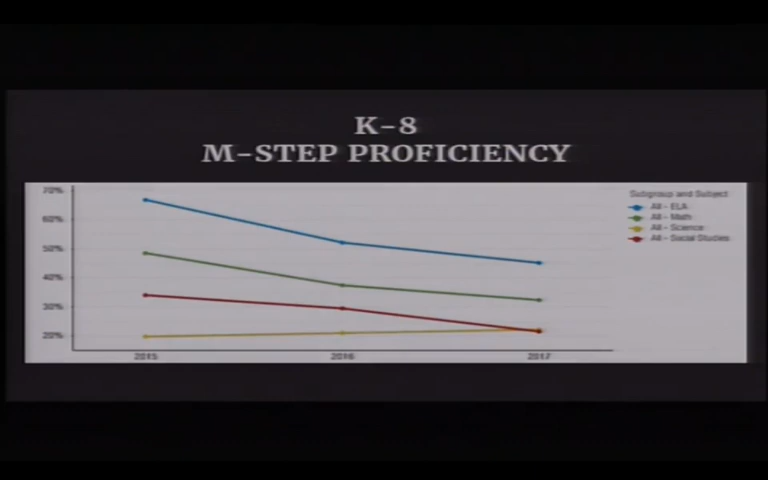 K-8
M-STEP PROFICIENCY
70%
60%
50%
40%
30%
20%
2015
2016
2017
Subgroup and Subject
All - ELA
All - Math
All - Science
All - Social Studies